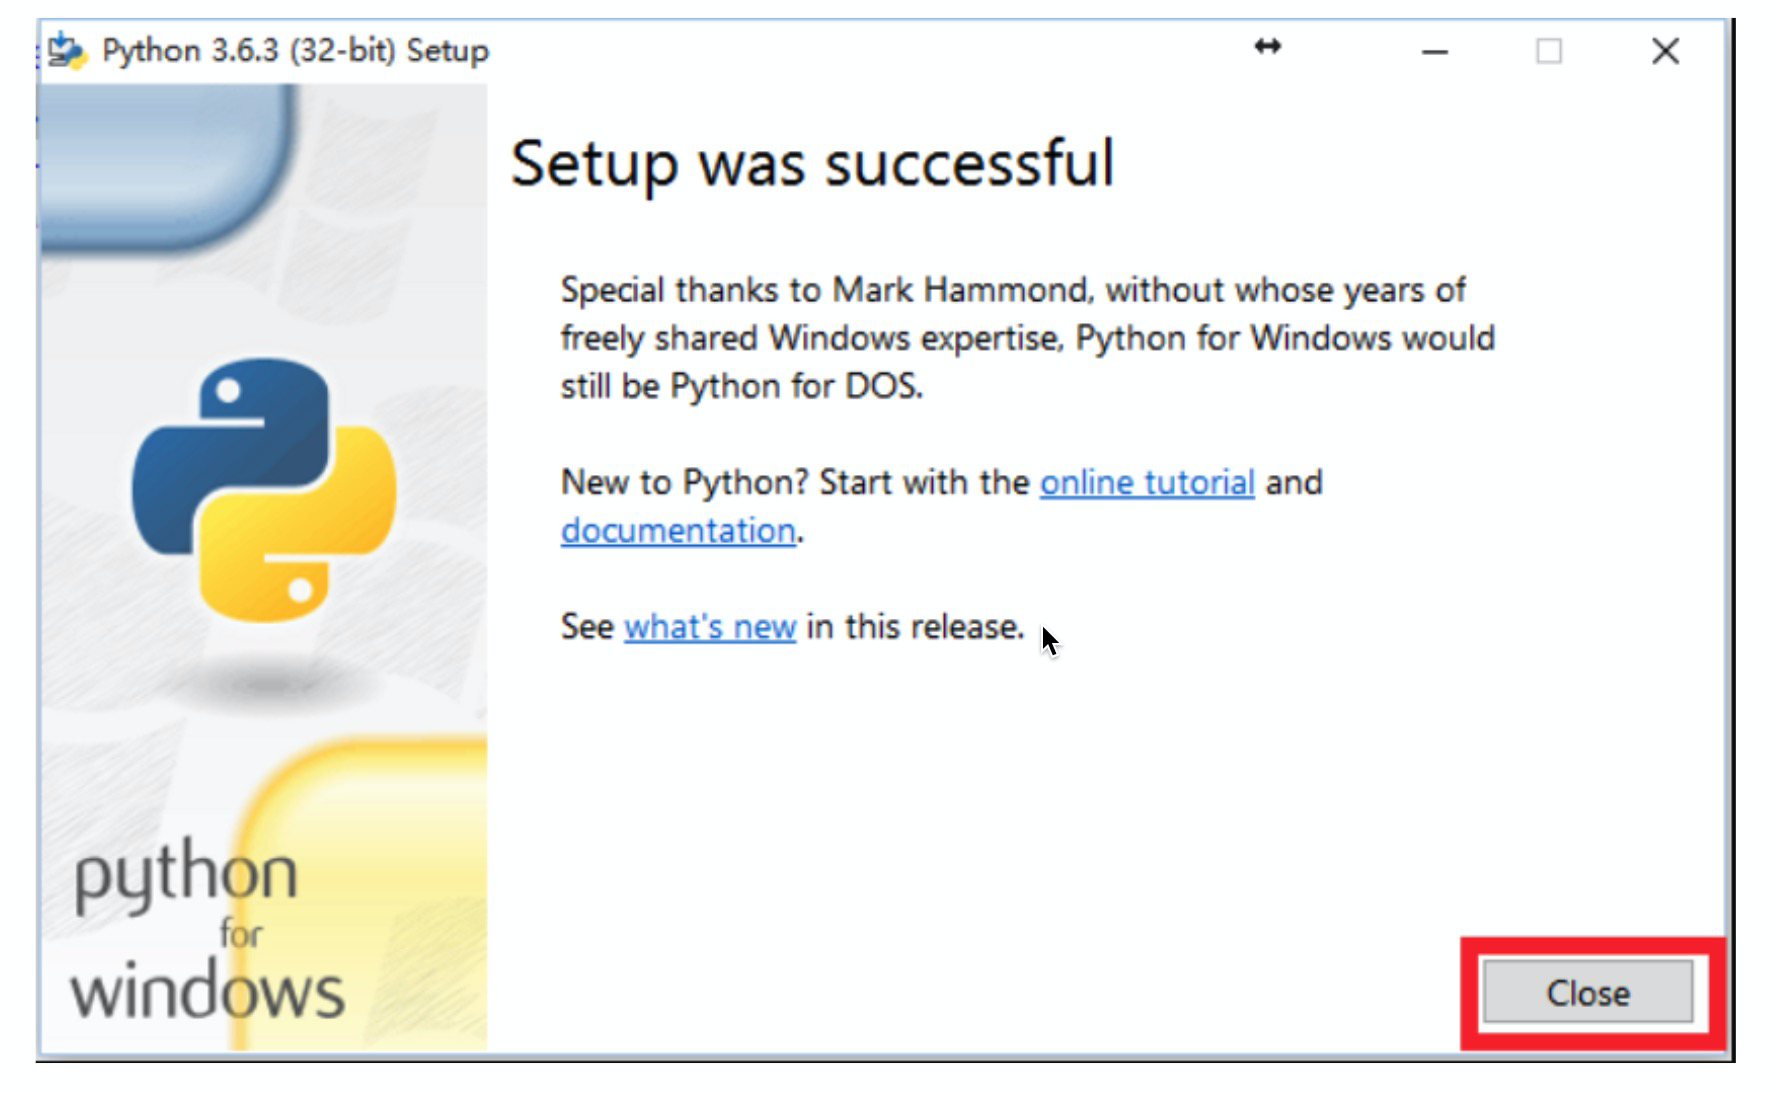 Python 3.6.3 (32-bit) Setup
Setup was successful
Special thanks to Mark Hammond, without whose years of
freely shared Windows expertise, Python for Windows would
still be Python for DOS.
New to Python? Start with the online tutorial and
documentation.
See what's new in this release.
python
for
windows
Close